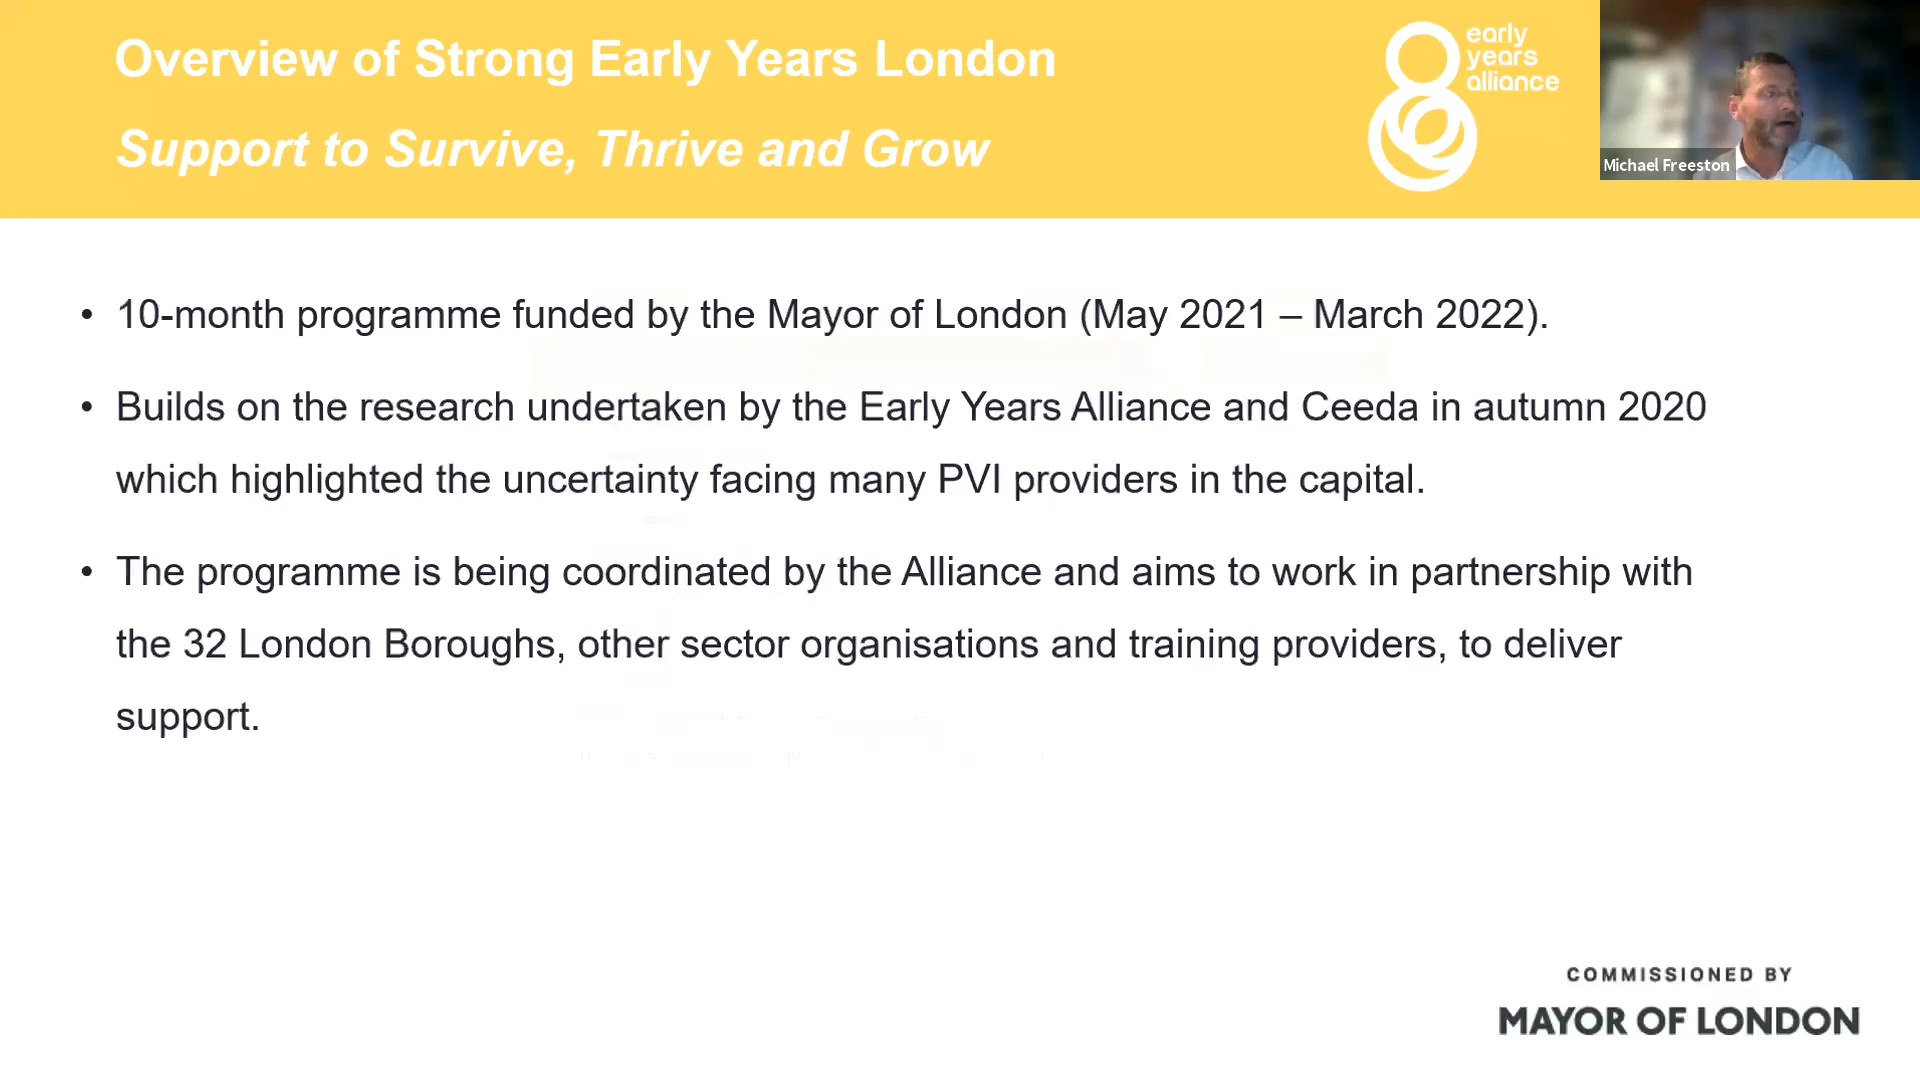 Overview of Strong Early Years London
Support to Survive, Thrive and Grow
early
years
alliance
Michael Freeston
• 10-month programme funded by the Mayor of London (May 2021 – March 2022).
• Builds on the research undertaken by the Early Years Alliance and Ceeda in autumn 2020
which highlighted the uncertainty facing many PVI providers in the capital.
• The programme is being coordinated by the Alliance and aims to work in partnership with
the 32 London Boroughs, other sector organisations and training providers, to deliver
support.
COMMISSIONED BY
MAYOR OF LONDON